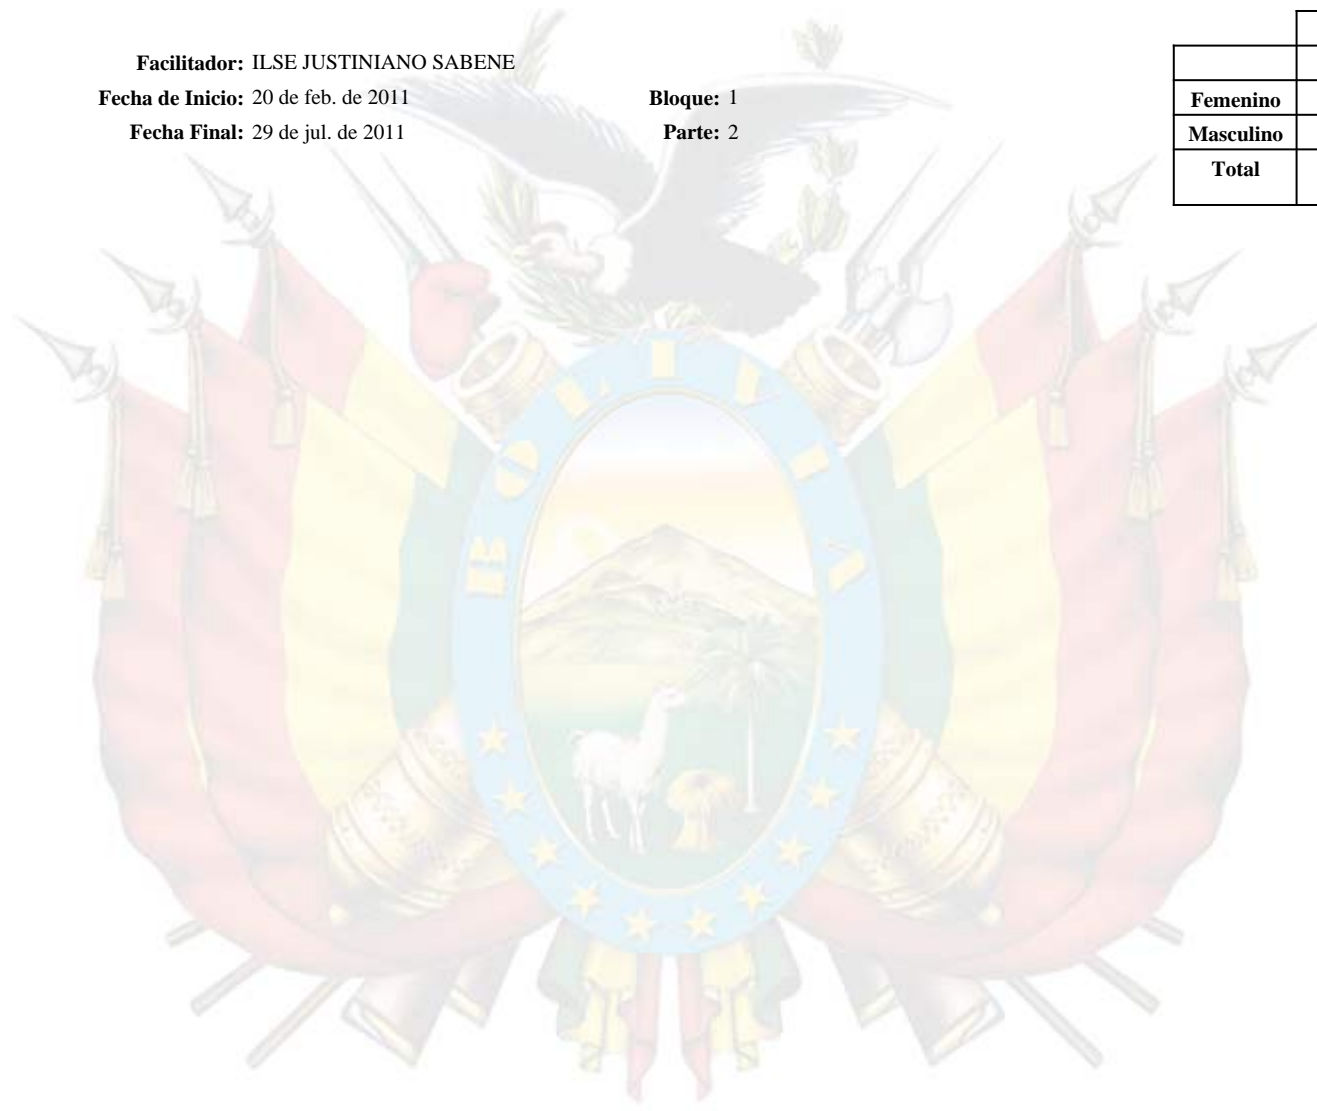 Facilitador: ILSE JUSTINIANO SABENE
Fecha de Inicio: 20 de feb. de 2011 Bloque: 1
Fecha Final: 29 de jul. de 2011 Parte: 2
Femenino
Masculino
Total
BOLIVIA